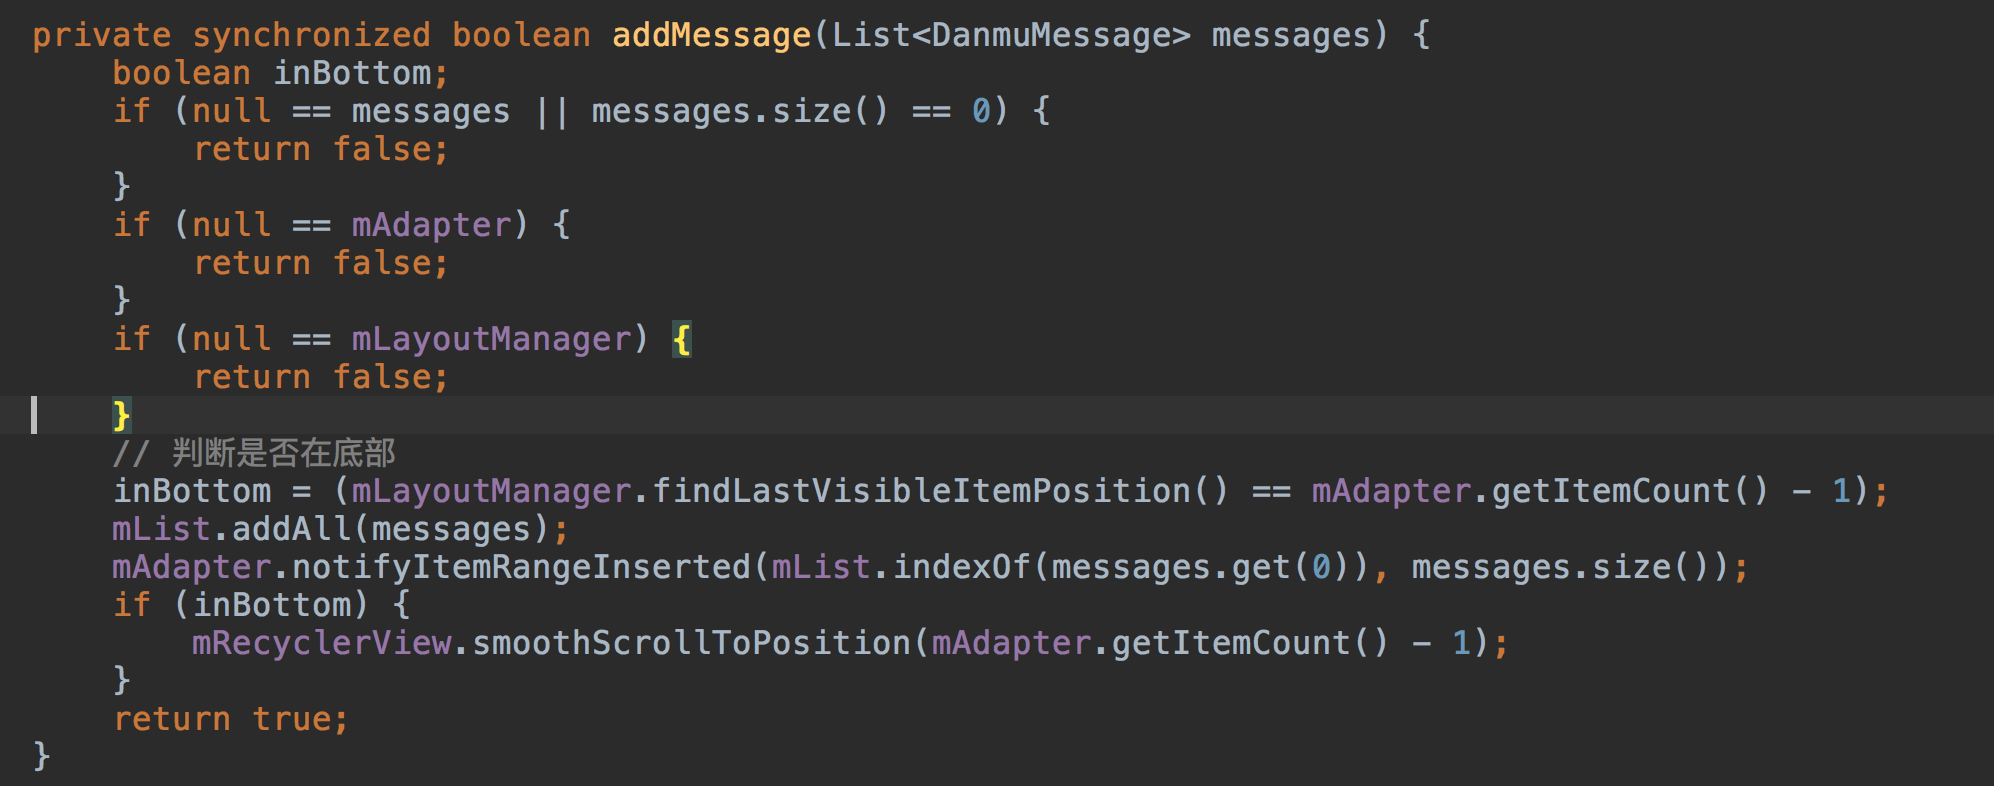 private synchronized boolean addMessage(List<DanmuMessage> messages) {
    boolean inBottom;
    if (null == messages || messages.size() == 0) {
        return false;
    }
    if (null == mAdapter) {
        return false;
    }
    if (null == mLayoutManager) {
        return false;
    }
    // 判断是否在底部
    inBottom = (mLayoutManager.findLastVisibleItemPosition() == mAdapter.getItemCount() - 1);
    mList.addAll(messages);
    mAdapter.notifyItemRangeInserted(mList.indexOf(messages.get(0)), messages.size());
    if (inBottom) {
        mRecyclerView.smoothScrollToPosition(mAdapter.getItemCount() - 1);
    }
    return true;
}